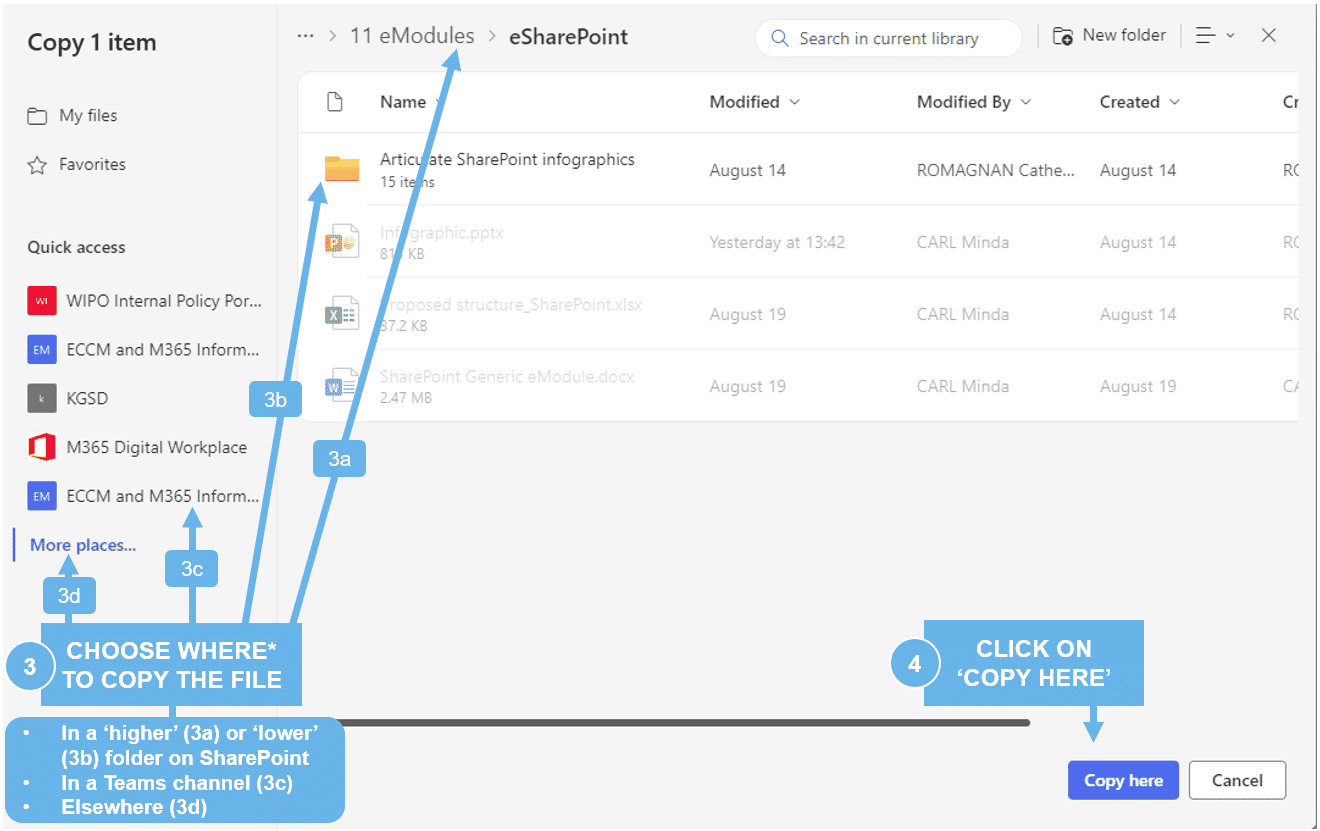 Copy 1 item
My files
Favorites
Quick access
WI WIPO Internal Policy Por...
EM ECCM and M365 Inform...
k KGSD
M365 Digital Workplace
EM ECCM and M365 Inform...
More places...
... > 11 eModules > eSharePoint
Search in current library
New folder
Name Modified Modified By Created Cr
Articulate SharePoint infographics August 14 ROMAGNAN Cathe... August 14 RO
15 items
Infographic.pptx Yesterday at 13:42 CARL Minda August 14 RO
KB
Proposed structure_SharePoint.xlsx August 19 CARL Minda August 14 RO
37.2 KB
SharePoint Generic eModule.docx August 19 CARL Minda August 19 CA
2.47 MB
3b
3a
3c
3d
3 CHOOSE WHERE*
TO COPY THE FILE
• In a ‘higher’ (3a) or ‘lower’
(3b) folder on SharePoint
• In a Teams channel (3c)
• Elsewhere (3d)
4 CLICK ON
‘COPY HERE’
Copy here Cancel